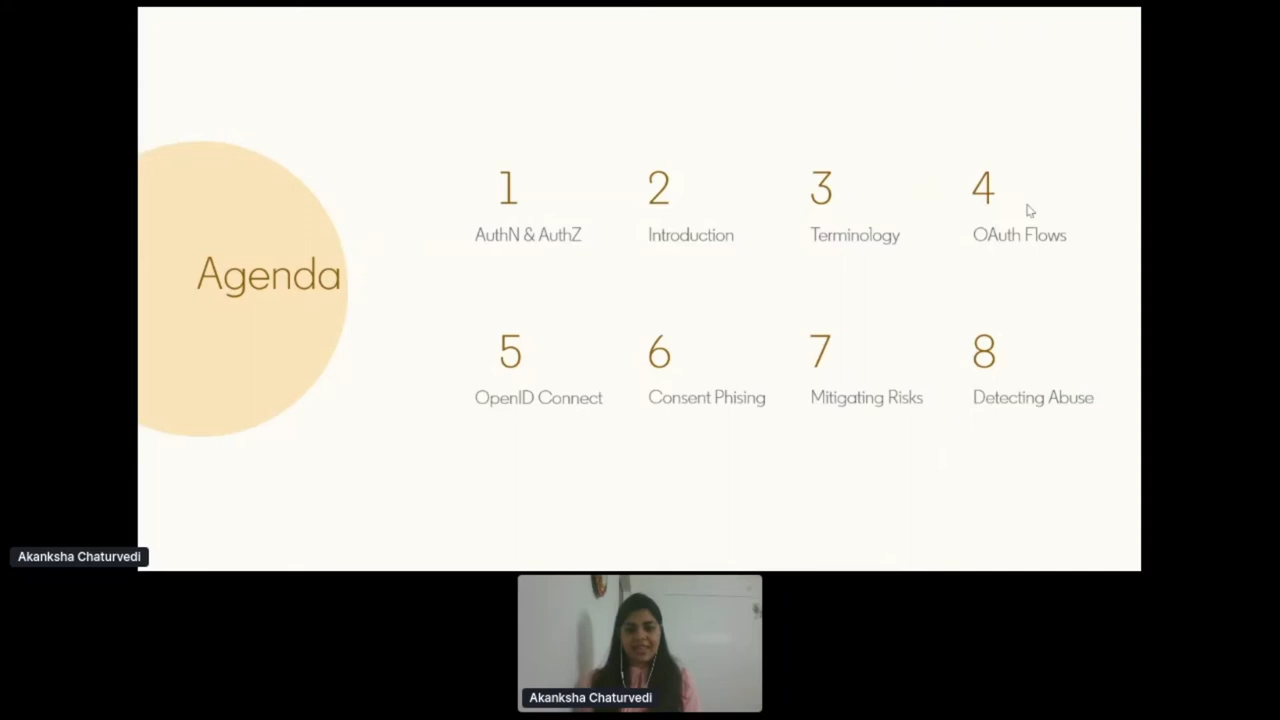 Agenda
1
AuthN & AuthZ
2
Introduction
3
Terminology
4
OAuth Flows
5
OpenID Connect
6
Consent Phising
7
Mitigating Risks
8
Detecting Abuse
Akanksha Chaturvedi
Akanksha Chaturvedi